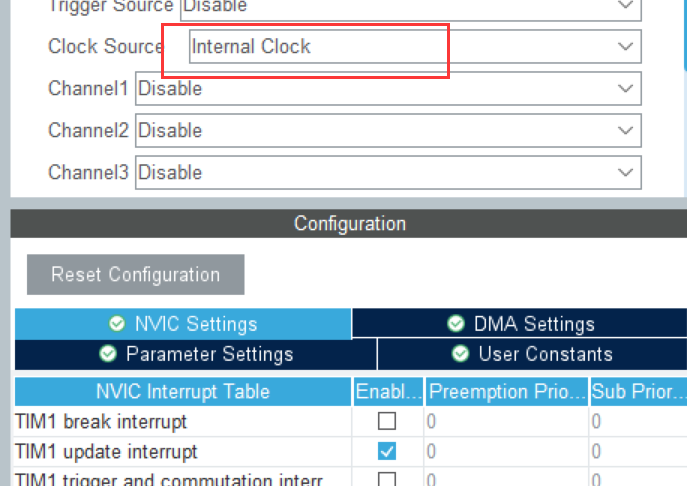 Trigger Source Disable
Clock Source Internal Clock
Channel1 Disable
Channel2 Disable
Channel3 Disable
Configuration
Reset Configuration
NVIC Settings DMA Settings
Parameter Settings User Constants
NVIC Interrupt Table Enabl... Preemption Prio... Sub Prior...
TIM1 break interrupt 0 0
TIM1 update interrupt 0 0
TIM1 trigger and commutation interr 0 0